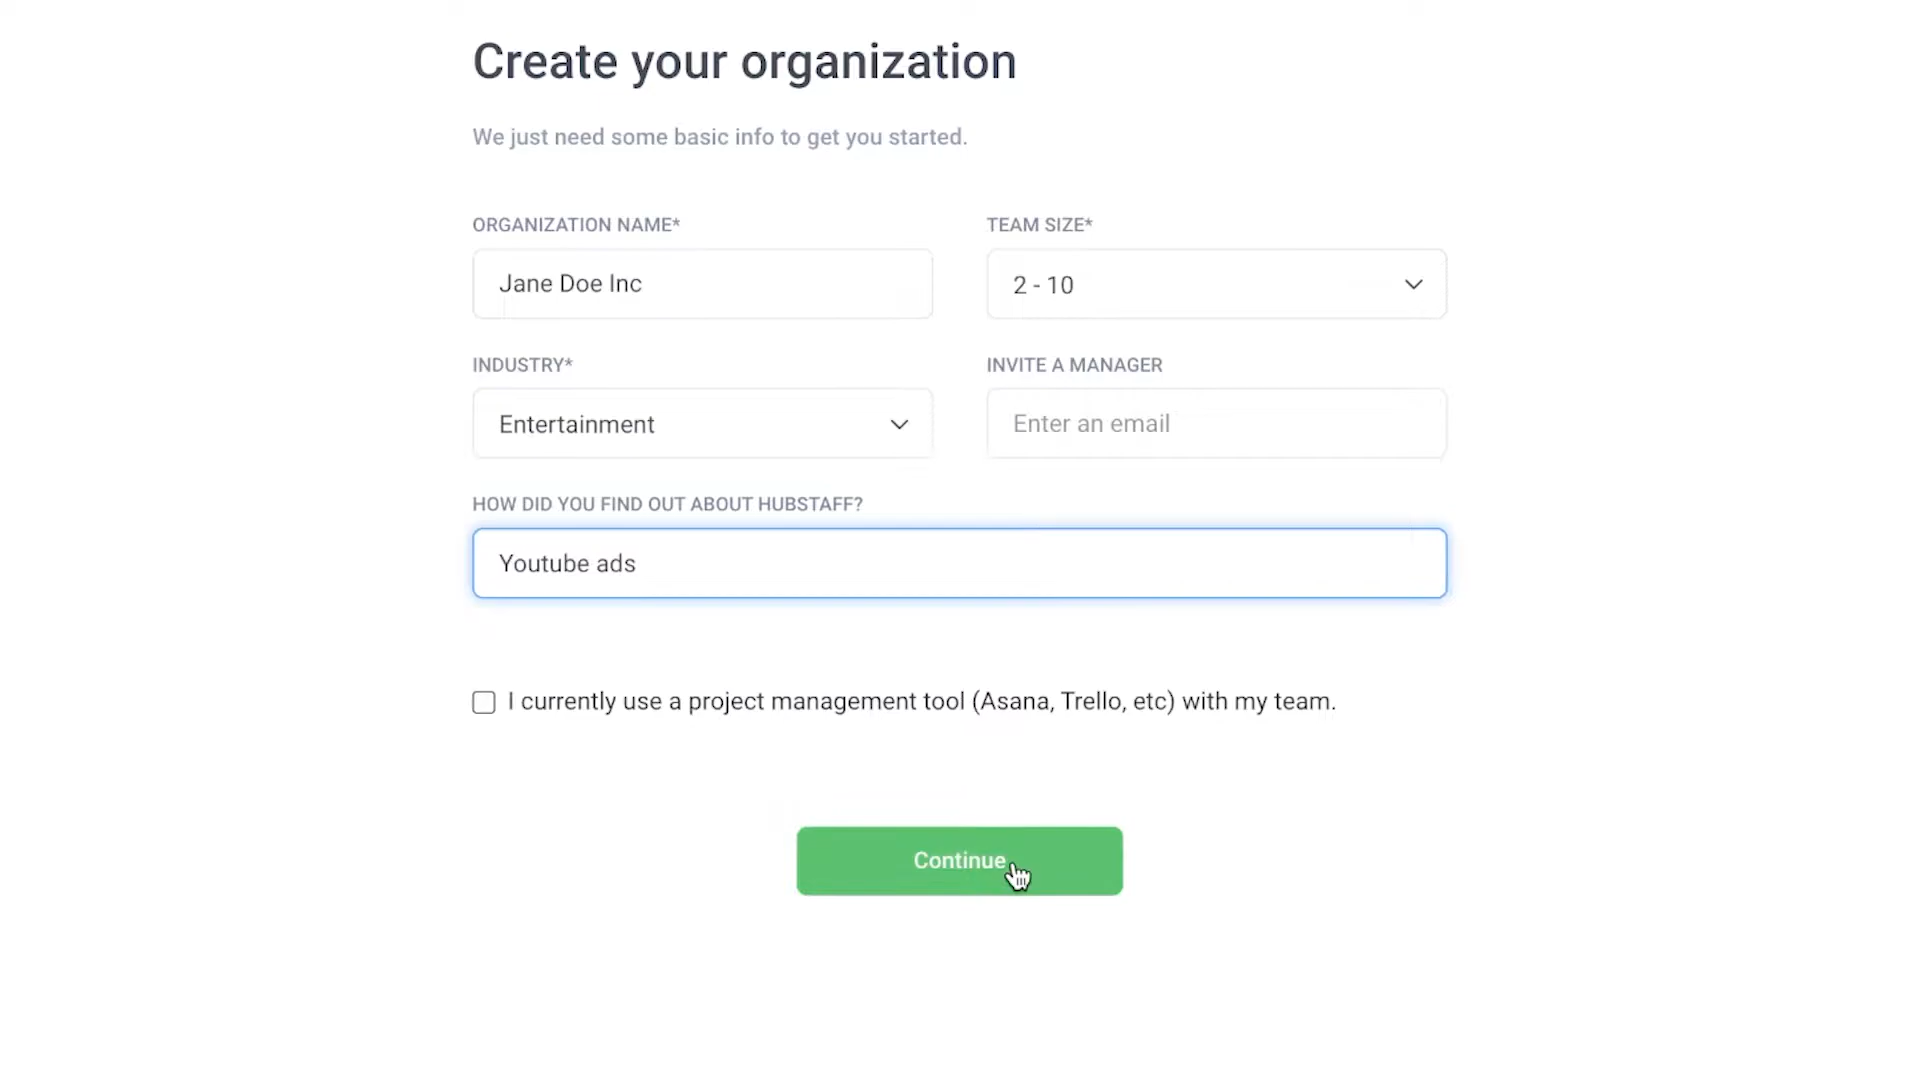 Create your organization
We just need some basic info to get you started.
ORGANIZATION NAME*
Jane Doe Inc
TEAM SIZE*
2 - 10
INDUSTRY*
Entertainment
INVITE A MANAGER
Enter an email
HOW DID YOU FIND OUT ABOUT HUBSTAFF?
Youtube ads
I currently use a project management tool (Asana, Trello, etc) with my team.
Continue